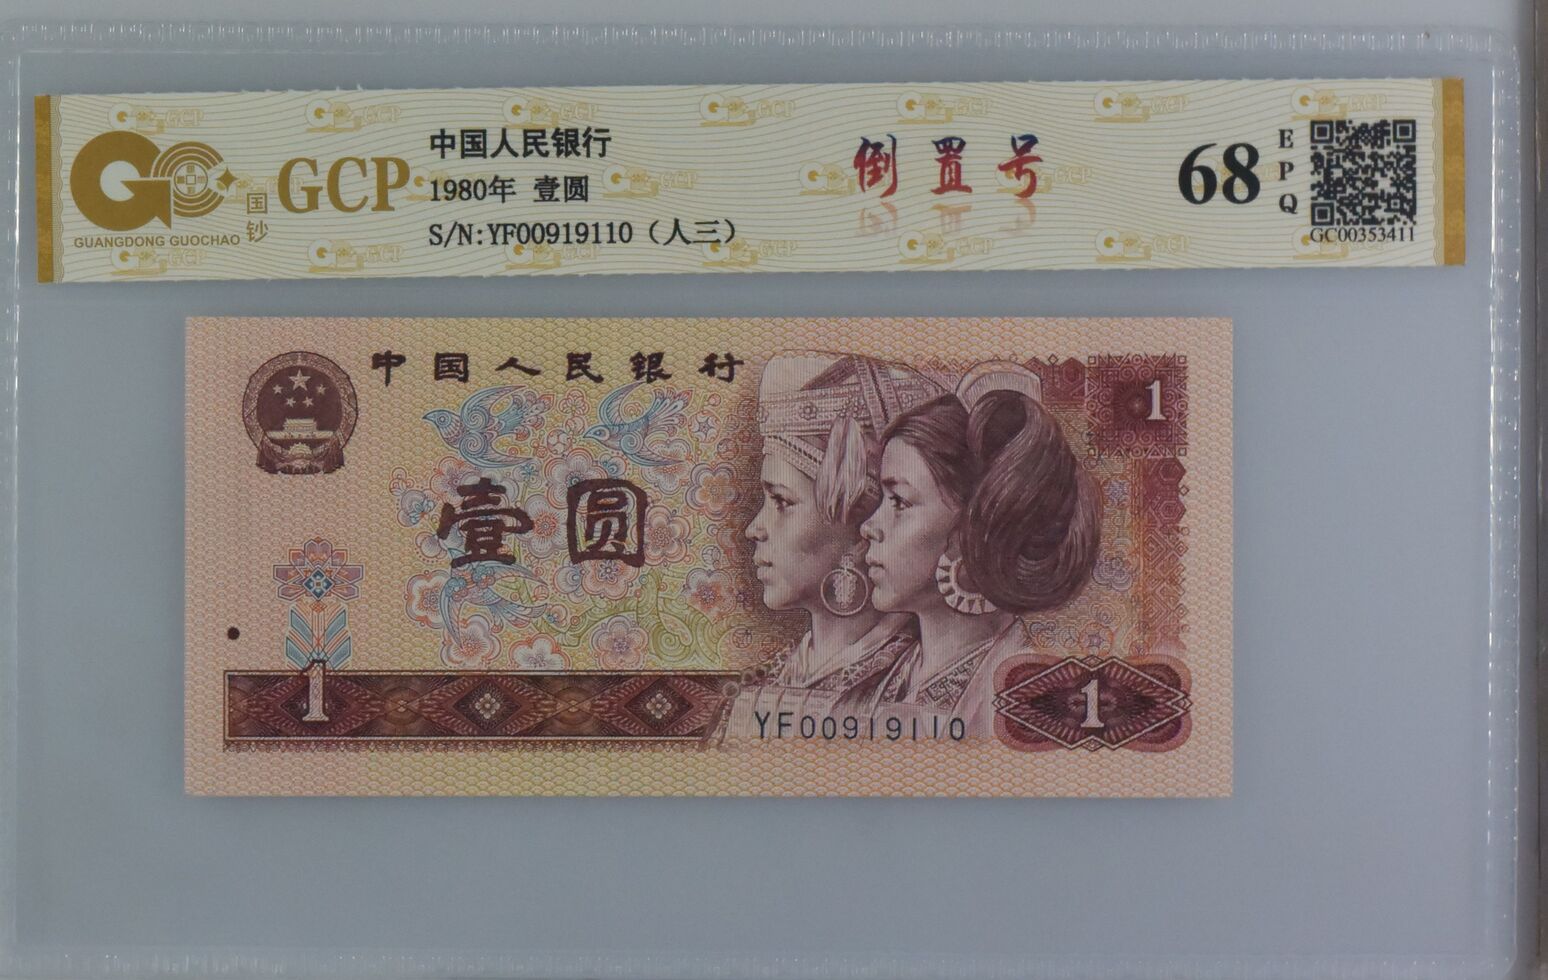 中国人民银行
1980年 壹圆
S/N:YF00919110（人三）
GCP
国钞
GUANGDONG GUOCHAO
倒置号
68
EPQ
GC00353411
中国人民银行
1
壹圆
1
YF00919110
1